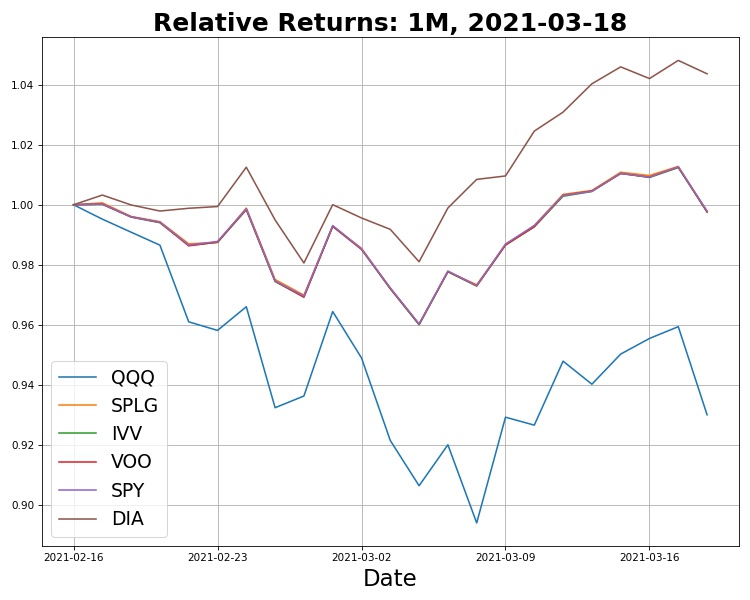 Relative Returns: 1M, 2021-03-18
1.04
1.02
1.00
0.98
0.96
0.94
0.92
0.90
QQQ
SPLG
IVV
VOO
SPY
DIA
2021-02-16 2021-02-23 2021-03-02 2021-03-09 2021-03-16
Date